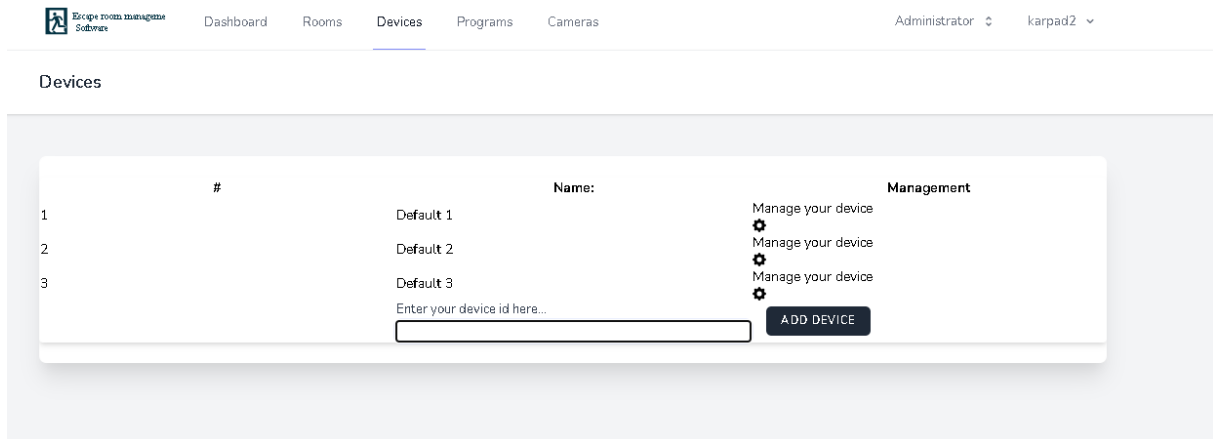 Escape room manageme
Software
Dashboard Rooms Devices Programs Cameras Administrator karpad2
Devices
# Name: Management
1 Default 1 Manage your device
2 Default 2 Manage your device
3 Default 3 Manage your device
Enter your device id here...
ADD DEVICE